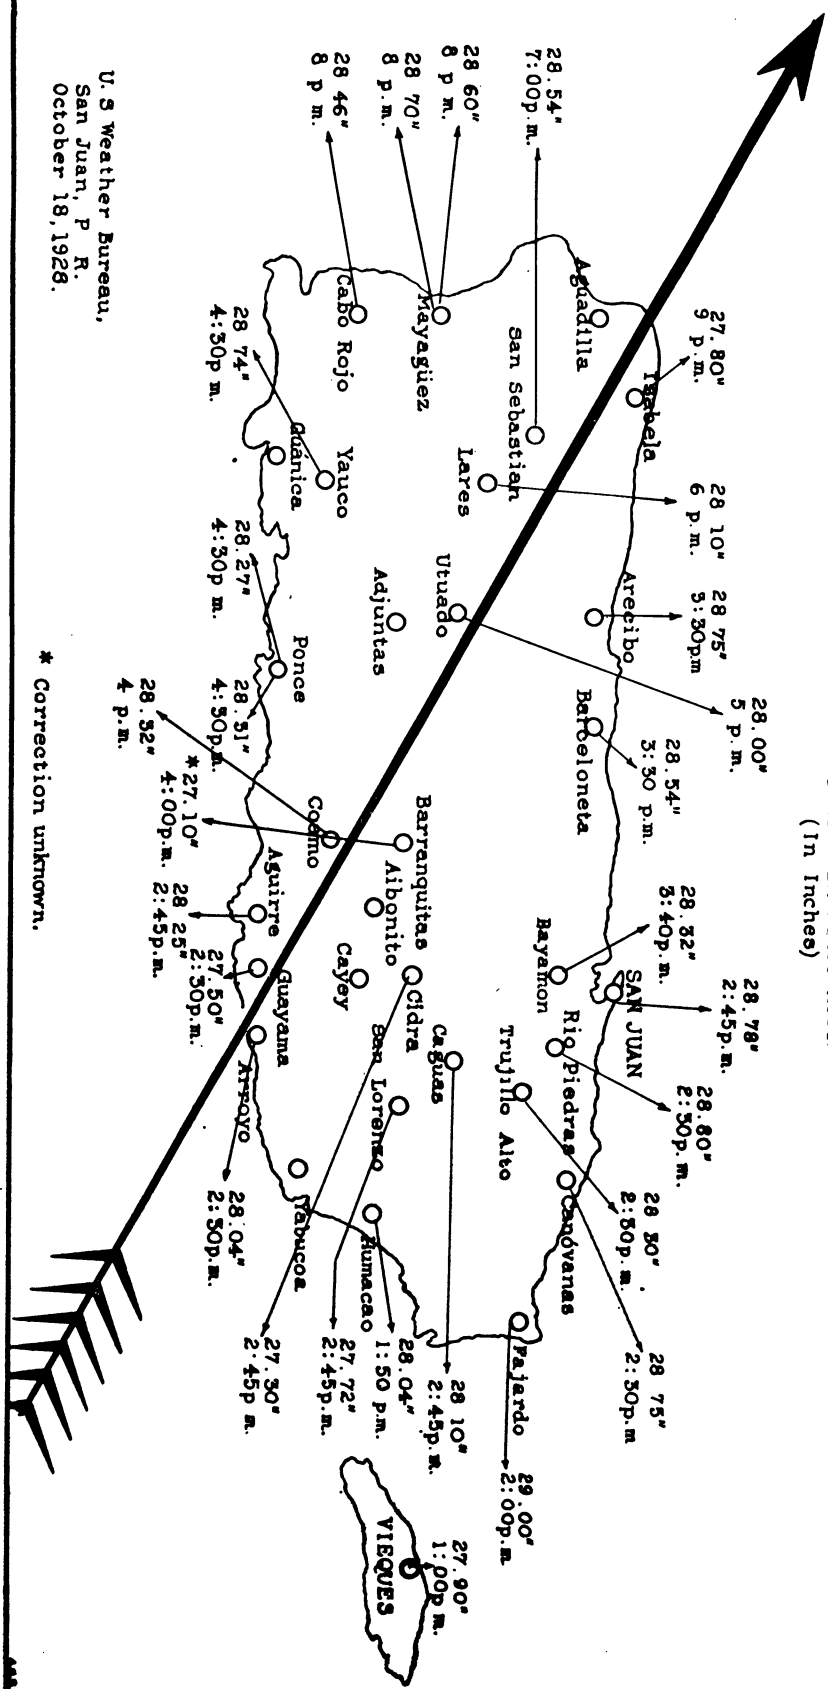 (In Inches)
27.80"
9 p.m.
28 10"
6 p.m.
28 75"
3:30p.m
28.00"
5 p.m.
28.54"
3:30 p.m.
28.32"
3:40p.m.
28.78"
2:45p.m.
28.80"
2:30p.m.
28 30"
2:30p.m
28 75"
2:30p.m
29.00"
2:00p.m
27.90"
1:00p m.
28 10"
2:45p.m.
28.04"
1:50 p.m.
27.72"
2:45p.m.
27.30"
2:45p m.
28.04"
2:30p.m.
27.50"
2:30p.m.
28 25"
2:45p.m.
*27.10"
4:00p.m.
28.32"
4 p.m.
28.31"
4:30p.m.
28.27"
4:30p m.
28 74"
4:30p m.
28 46"
8 p m.
28 70"
8 p.m.
28 60"
8 p m.
28.54"
7:00p.m.
Aguadilla
Isabela
San Sebastian
Lares
Mayagüez
Cabo Rojo
Yauco
Guánica
Arecibo
Utuado
Adjuntas
Ponce
Barceloneta
Barranquitas
Aibonito
Coamo
Aguirre
Cayey
Cidra
Guayama
Arroyo
SAN JUAN
Bayamon
Rio Piedras
Trujillo Alto
Caguas
San Lorenzo
Canóvanas
Yabucoa
Humacao
Fajardo
VIEQUES
U. S Weather Bureau,
San Juan, P R.
October 18, 1928.
* Correction unknown.